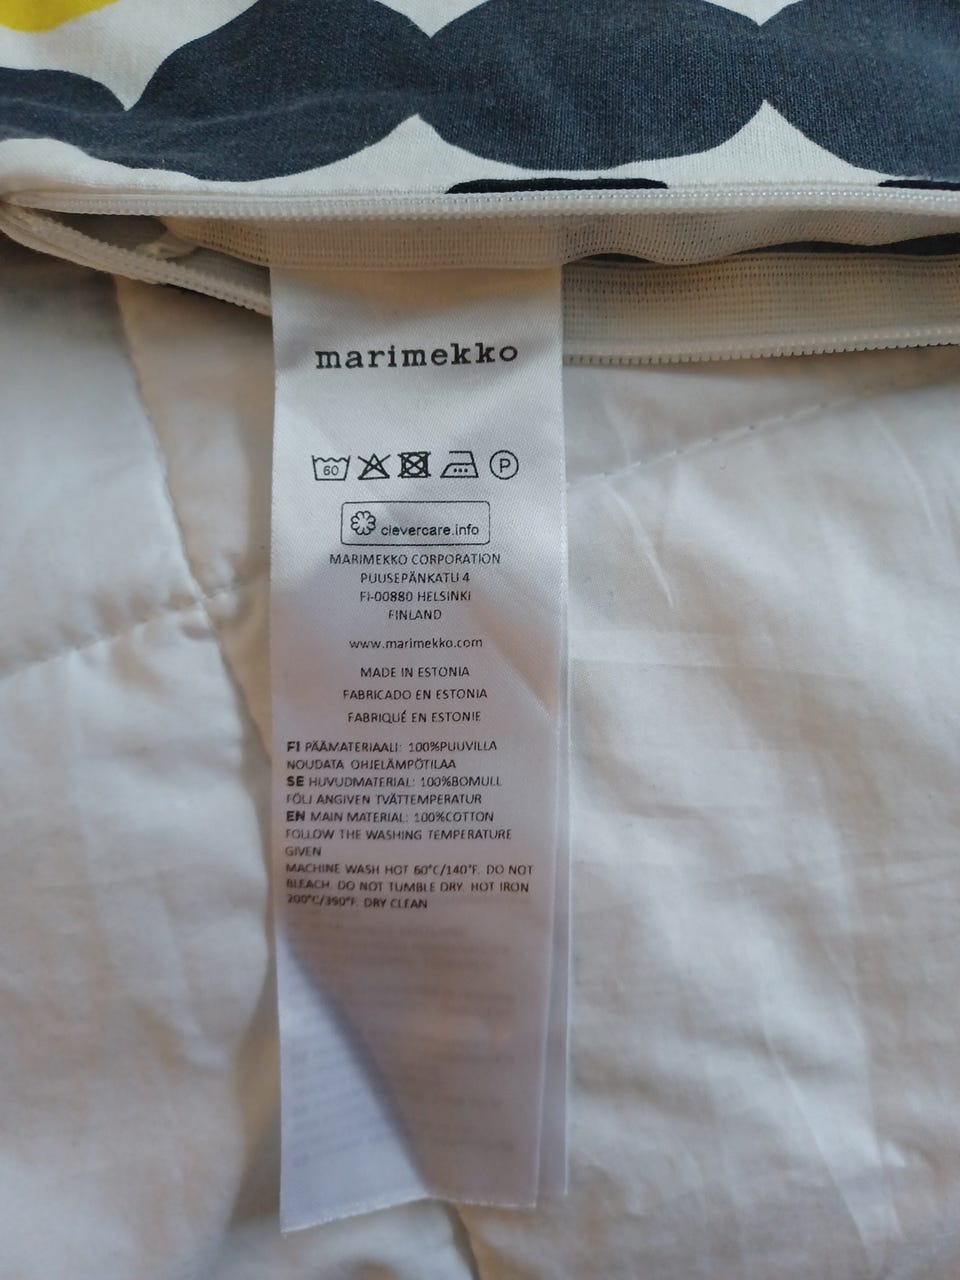 marimekko
60 P
clevercare.info
MARIMEKKO CORPORATION
PUUSEPÄNKATU 4
FI-00880 HELSINKI
FINLAND
www.marimekko.com
MADE IN ESTONIA
FABRICADO EN ESTONIA
FABRIQUÉ EN ESTONIE
FI PÄÄMATERIAALI: 100%PUUVILLA
NOUDATA OHJELÄMPÖTILAA
SE HUVUDMATERIAL: 100%BOMULL
FÖLJ ANGIVEN TVÄTTEMPERATUR
EN MAIN MATERIAL: 100%COTTON
FOLLOW THE WASHING TEMPERATURE
GIVEN
MACHINE WASH HOT 60°C/140°F. DO NOT
BLEACH. DO NOT TUMBLE DRY. HOT IRON
200°C/390°F. DRY CLEAN